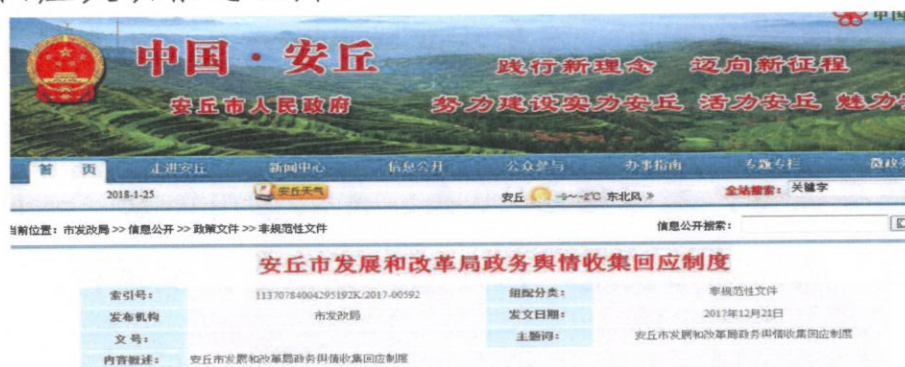 中国
中国·安丘
践行新理念 迈向新征程
安丘市人民政府
努力建设实力安丘 活力安丘 魅力
首 页 走进安丘 新闻中心 信息公开 公众参与 办事指南 专题专栏
2018-1-25 安丘天气 安丘 -9~-2℃ 东北风 » 全站搜索: 关键字
当前位置: 市发改局 >> 信息公开 >> 政策文件 >> 非规范性文件 信息公开搜索:
安丘市发展和改革局政务舆情收集回应制度
索引号: 11370784004295192K/2017-00592 组配分类: 非规范性文件
发布机构 市发改局 发文日期: 2017年12月21日
文 号: 主题词: 安丘市发展和改革局政务舆情收集回应制度
内容概述: 安丘市发展和改革局政务舆情收集回应制度